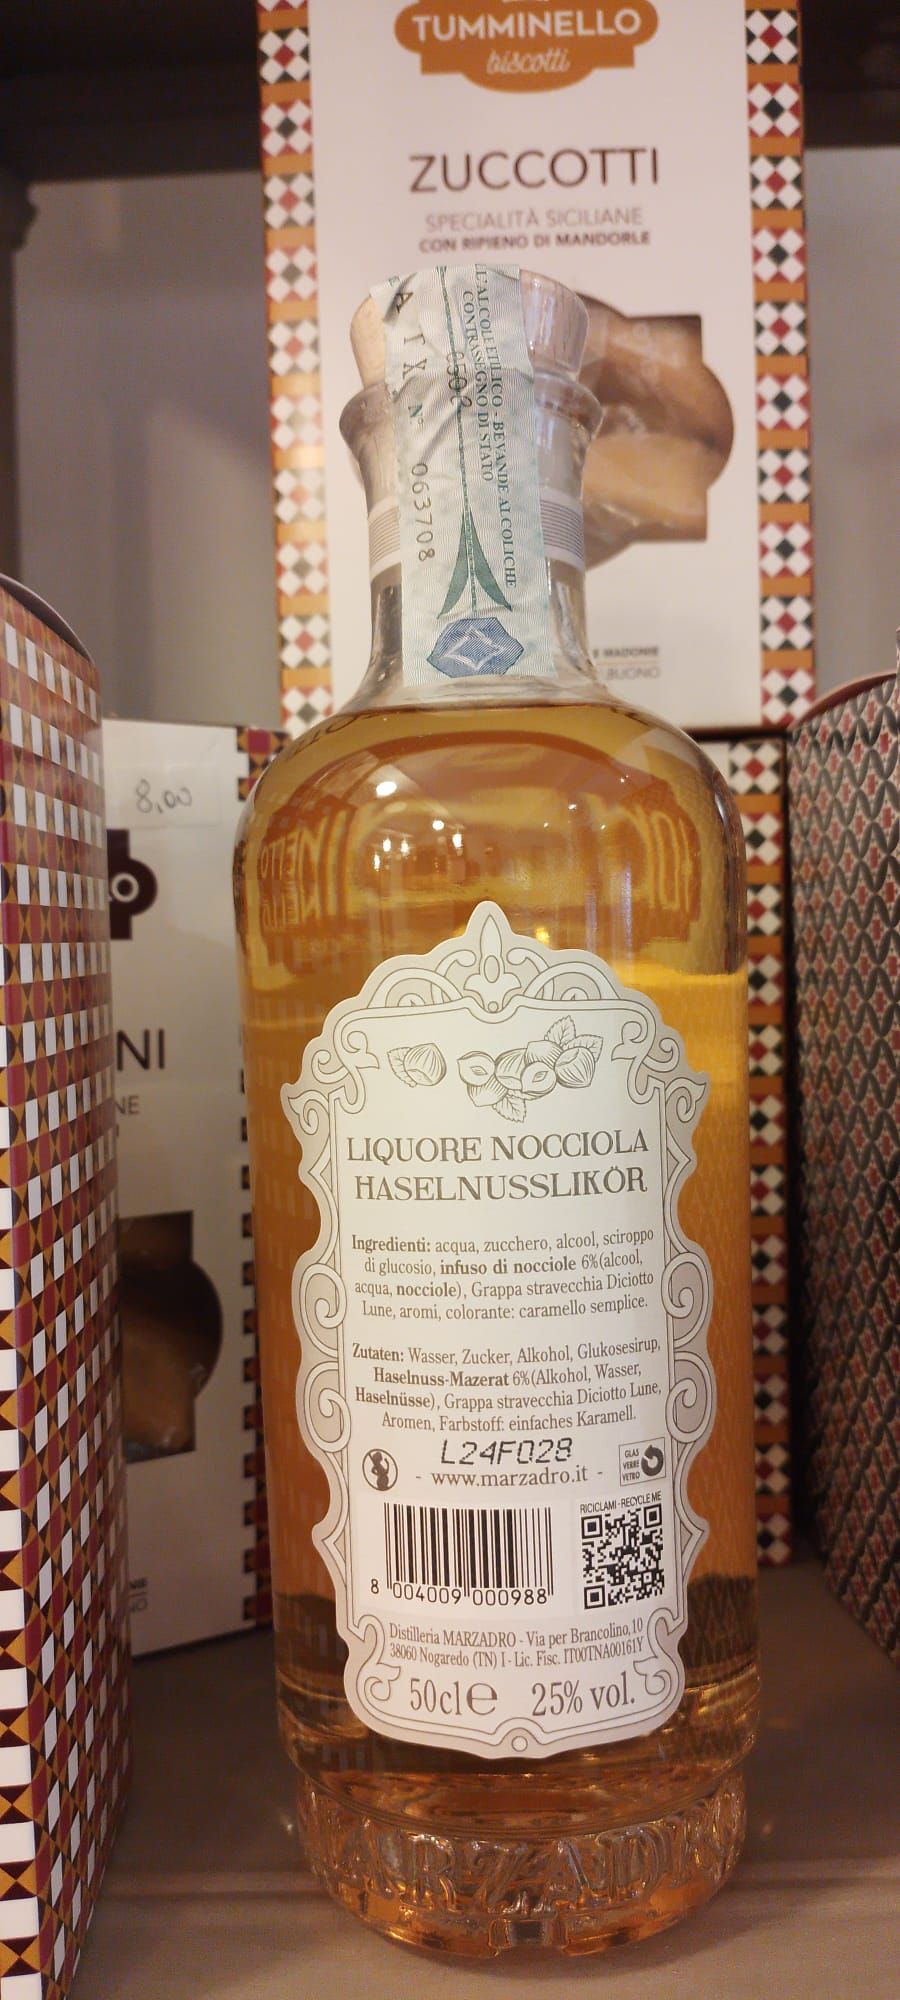 TUMMINELLO
biscotti
ZUCCOTTI
SPECIALITÀ SICILIANE
CON RIPIENO DI MANDORLE
E MADONIE
BUONO
ALCOL ETILICO - BEVANDE ALCOLICHE
CONTRASSEGNO DI STATO
N° 063708
8,00
NI
NE
LIQUORE NOCCIOLA
HASELNUSSLIKÖR
Ingredienti: acqua, zucchero, alcool, sciroppo
di glucosio, infuso di nocciole 6%(alcool,
acqua, nocciole), Grappa stravecchia Diciotto
Lune, aromi, colorante: caramello semplice.
Zutaten: Wasser, Zucker, Alkohol, Glukosesirup,
Haselnuss-Mazerat 6%(Alkohol, Wasser,
Haselnüsse), Grappa stravecchia Diciotto Lune,
Aromen, Farbstoff: einfaches Karamell.
L24F028
- www.marzadro.it -
GLAS
VERRE
VETRO
RICICLAMI - RECYCLE ME
8 004009 000988
Distilleria MARZADRO - Via per Brancolino,10
38060 Nogaredo (TN) I - Lic. Fisc. IT00TNA00161Y
50cl e 25% vol.
MARZADRO